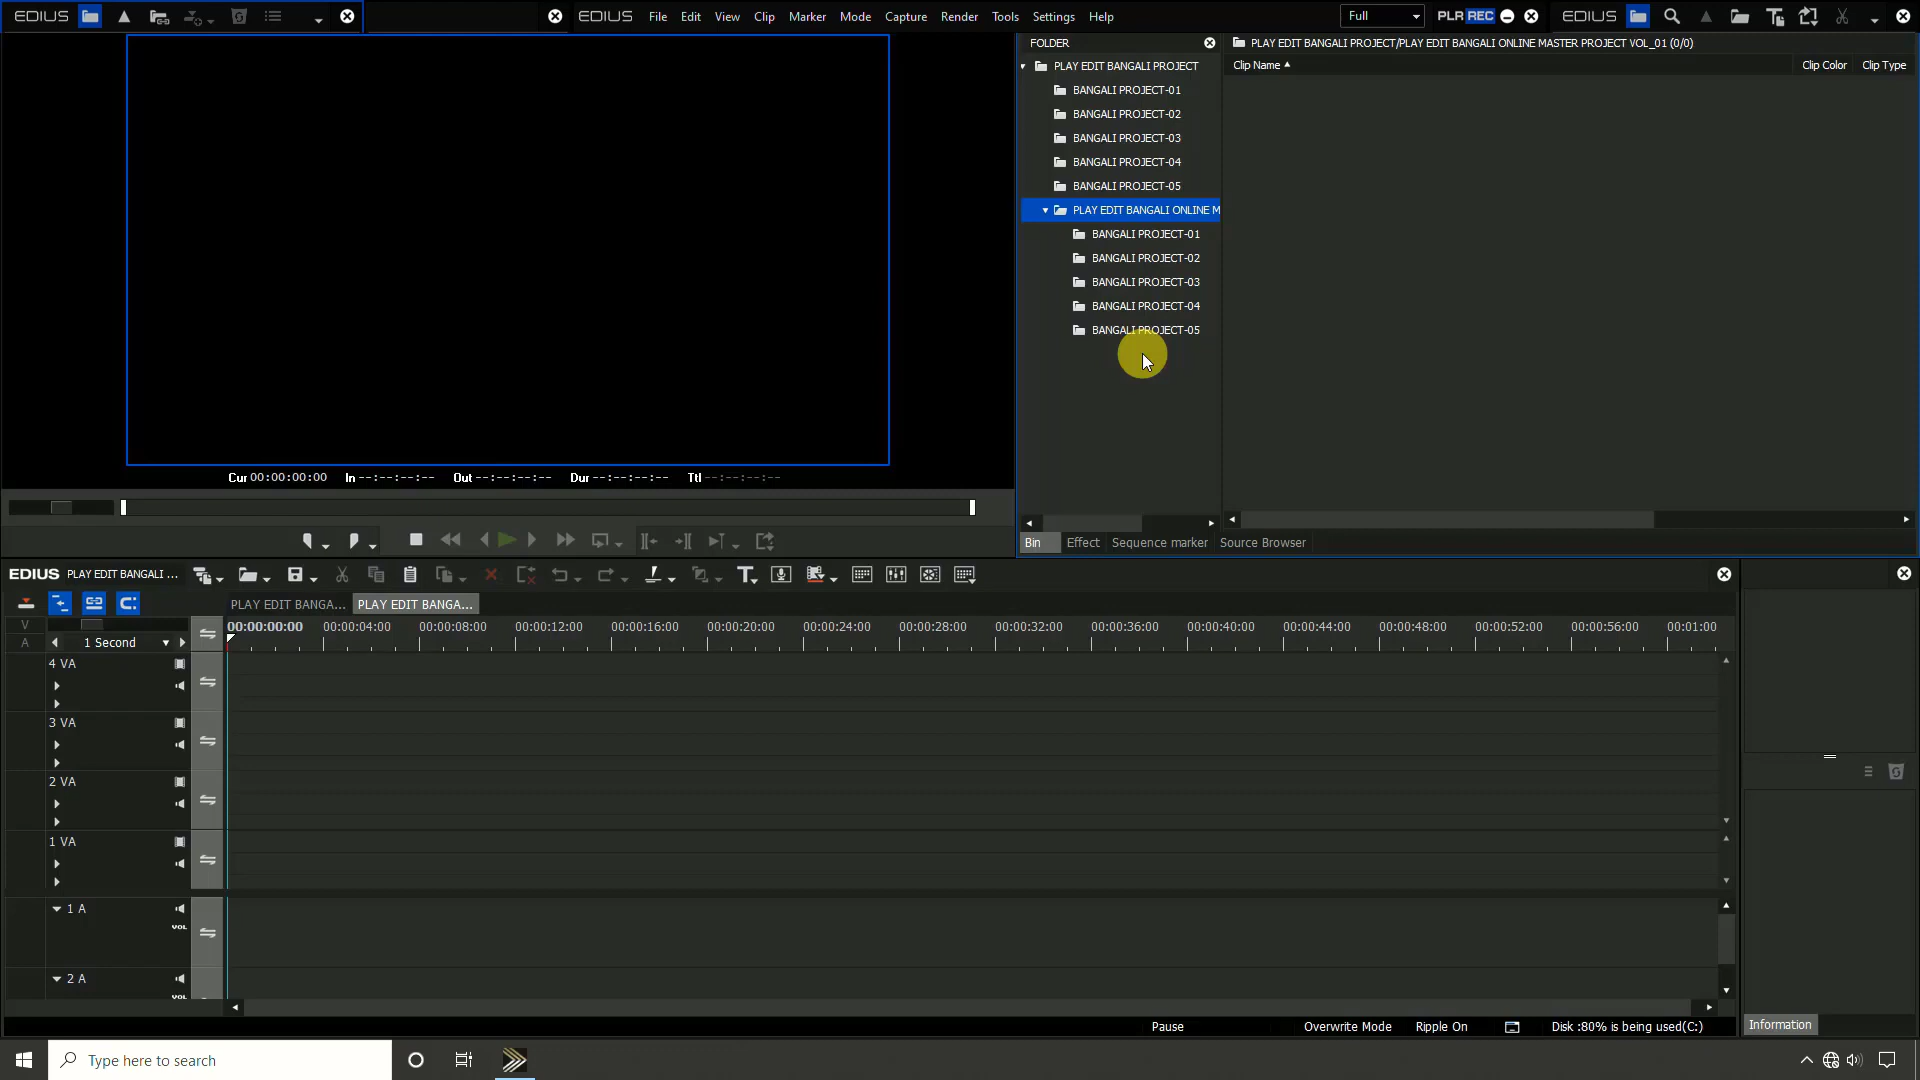 EDIUS
EDIUS File Edit View Clip Marker Mode Capture Render Tools Settings Help
Full
PLR REC
EDIUS
FOLDER
PLAY EDIT BANGALI PROJECT
BANGALI PROJECT-01
BANGALI PROJECT-02
BANGALI PROJECT-03
BANGALI PROJECT-04
BANGALI PROJECT-05
PLAY EDIT BANGALI ONLINE M
BANGALI PROJECT-01
BANGALI PROJECT-02
BANGALI PROJECT-03
BANGALI PROJECT-04
BANGALI PROJECT-05
PLAY EDIT BANGALI PROJECT/PLAY EDIT BANGALI ONLINE MASTER PROJECT VOL_01 (0/0)
Clip Name Clip Color Clip Type
Cur 00:00:00:00 In --:--:--:-- Out --:--:--:-- Dur --:--:--:-- Ttl --:--:--:--
Bin Effect Sequence marker Source Browser
EDIUS PLAY EDIT BANGALI ...
PLAY EDIT BANGA... PLAY EDIT BANGA...
V
A
1 Second
00:00:00:00 00:00:04:00 00:00:08:00 00:00:12:00 00:00:16:00 00:00:20:00 00:00:24:00 00:00:28:00 00:00:32:00 00:00:36:00 00:00:40:00 00:00:44:00 00:00:48:00 00:00:52:00 00:00:56:00 00:01:00
4 VA
3 VA
2 VA
1 VA
1 A
VOL
2 A
VOL
Pause Overwrite Mode Ripple On Disk :80% is being used(C:)
Information
Type here to search